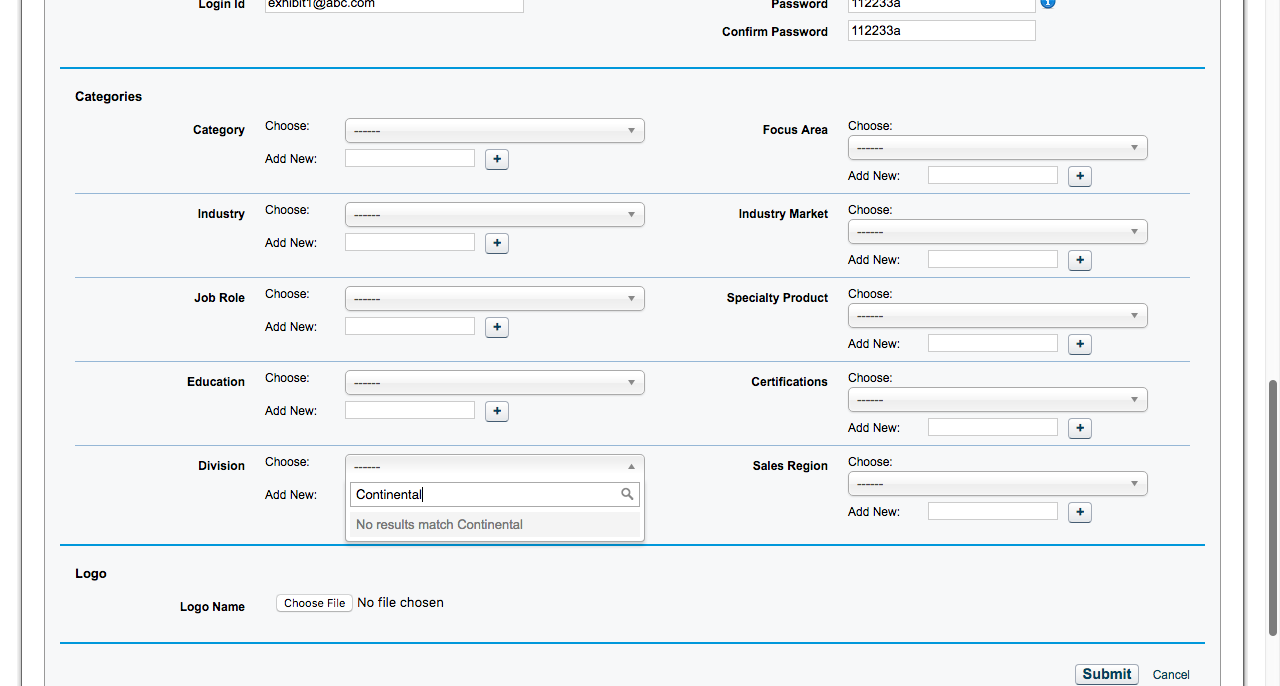 Login Id exhibit1@abc.com Password 112233a
Confirm Password 112233a
Categories
Category Choose: ------ Focus Area Choose:
------
Add New: +
Add New: +
Industry Choose: ------ Industry Market Choose:
------
Add New: +
Add New: +
Job Role Choose: ------ Specialty Product Choose:
------
Add New: +
Add New: +
Education Choose: ------ Certifications Choose:
------
Add New: +
Add New: +
Division Choose: ------ Sales Region Choose:
------
Add New: Continental
Add New: +
No results match Continental
Logo
Logo Name Choose File No file chosen
Submit Cancel